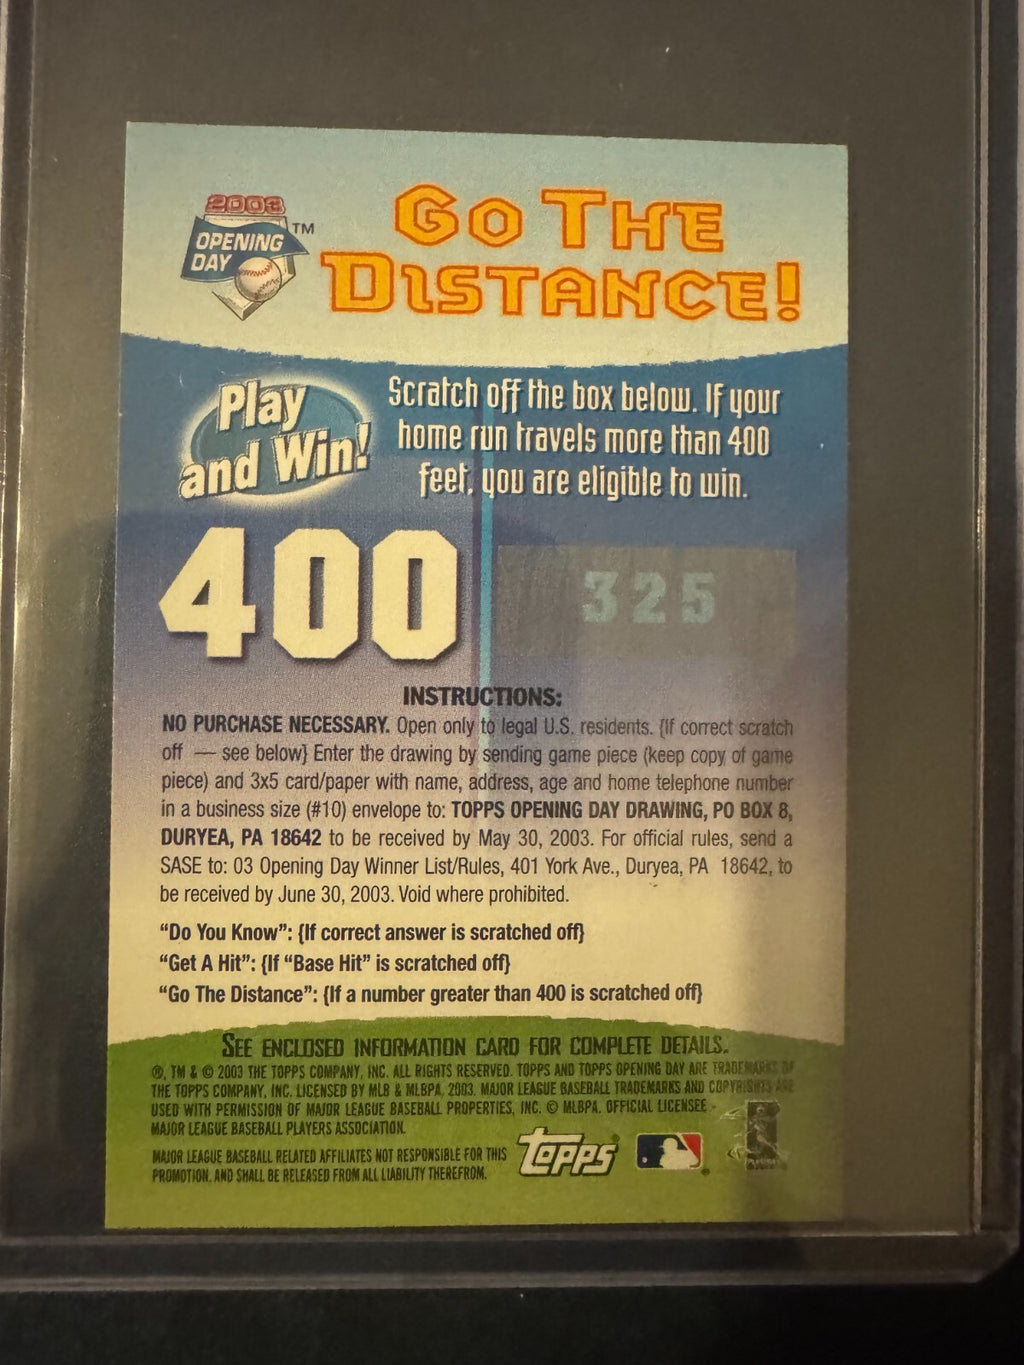 2003
OPENING
DAY
TM
GO THE
DISTANCE!
Play
and Win!
Scratch off the box below. If your
home run travels more than 400
feet, you are eligible to win.
400
325
INSTRUCTIONS:
NO PURCHASE NECESSARY. Open only to legal U.S. residents. {If correct scratch
off — see below} Enter the drawing by sending game piece (keep copy of game
piece) and 3x5 card/paper with name, address, age and home telephone number
in a business size (#10) envelope to: TOPPS OPENING DAY DRAWING, PO BOX 8,
DURYEA, PA 18642 to be received by May 30, 2003. For official rules, send a
SASE to: 03 Opening Day Winner List/Rules, 401 York Ave., Duryea, PA 18642, to
be received by June 30, 2003. Void where prohibited.
"Do You Know": {If correct answer is scratched off}
"Get A Hit": {If "Base Hit" is scratched off}
"Go The Distance": {If a number greater than 400 is scratched off}
SEE ENCLOSED INFORMATION CARD FOR COMPLETE DETAILS.
®, TM & © 2003 THE TOPPS COMPANY, INC. ALL RIGHTS RESERVED. TOPPS AND TOPPS OPENING DAY ARE TRADEMARKS OF
THE TOPPS COMPANY, INC. LICENSED BY MLB & MLBPA, 2003. MAJOR LEAGUE BASEBALL TRADEMARKS AND COPYRIGHTS ARE
USED WITH PERMISSION OF MAJOR LEAGUE BASEBALL PROPERTIES, INC. © MLBPA. OFFICIAL LICENSEE -
MAJOR LEAGUE BASEBALL PLAYERS ASSOCIATION.
MAJOR LEAGUE BASEBALL RELATED AFFILIATES NOT RESPONSIBLE FOR THIS
PROMOTION, AND SHALL BE RELEASED FROM ALL LIABILITY THEREFROM.
Topps®